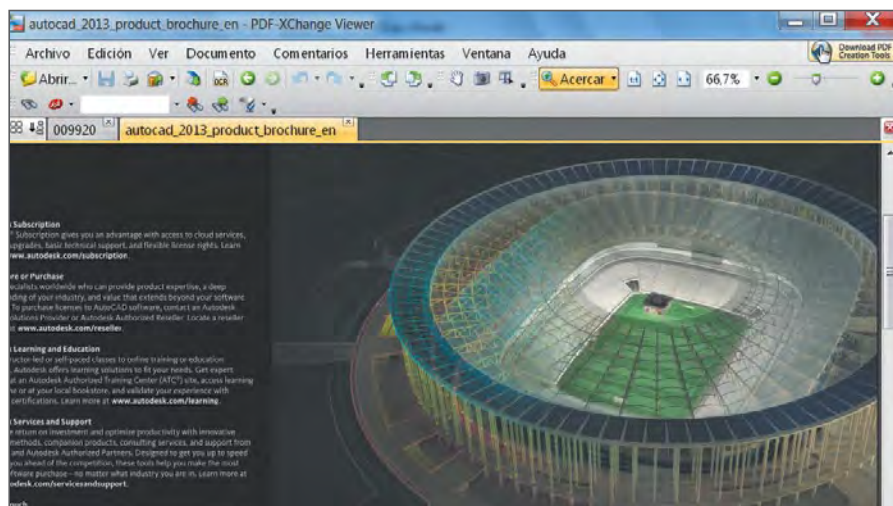 autocad_2013_product_brochure_en - PDF-XChange Viewer
Archivo Edición Ver Documento Comentarios Herramientas Ventana Ayuda
Download PDF
Creation Tools
Abrir... OCR Acercar 66,7%
009920 autocad_2013_product_brochure_en
Subscription
Subscription gives you an advantage with access to cloud services,
upgrades, basic technical support, and flexible license rights. Learn
www.autodesk.com/subscription.
or Purchase
worldwide who can provide product expertise, a deep
of your industry, and value that extends beyond your software
To purchase licenses to AutoCAD software, contact an Autodesk
Provider or Autodesk Authorized Reseller. Locate a reseller
www.autodesk.com/reseller.
Learning and Education
or self-paced classes to online training or education
Autodesk offers learning solutions to fit your needs. Get expert
at an Autodesk Authorized Training Center (ATC®) site, access learning
or at your local bookstore, and validate your experience with
certifications. Learn more at www.autodesk.com/learning.
Services and Support
return on investment and optimize productivity with innovative
methods, companion products, consulting services, and support from
and Autodesk Authorized Partners. Designed to get you up to speed
you ahead of the competition, these tools help you make the most
software purchase—no matter what industry you are in. Learn more at
odesk.com/servicesandsupport.